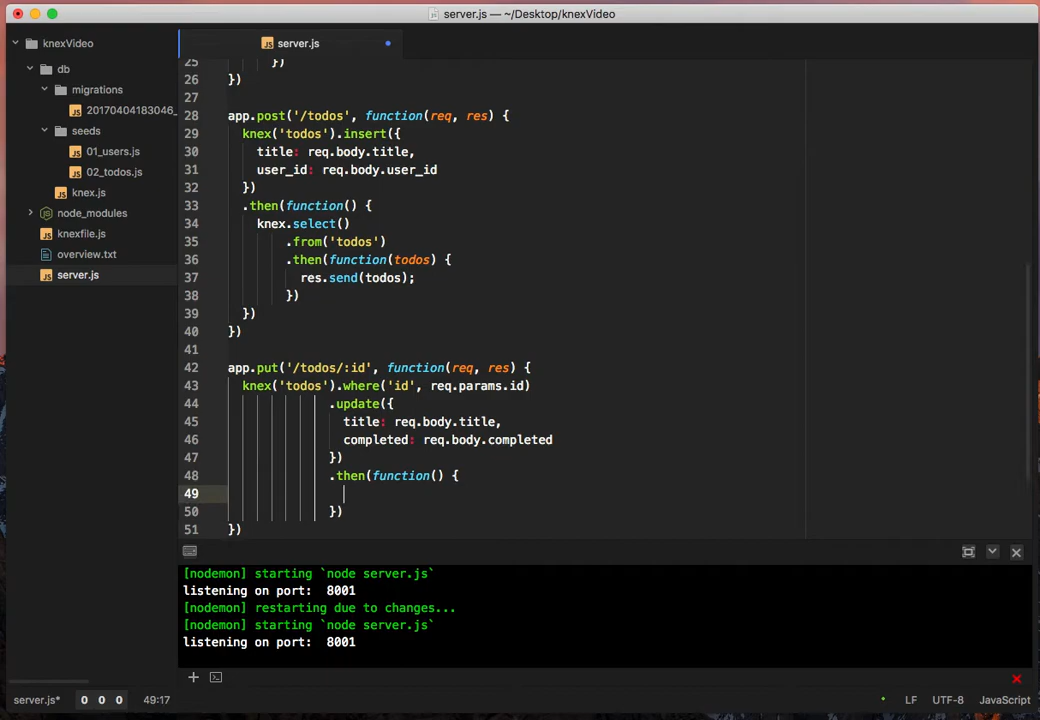 server.js — ~/Desktop/knexVideo
knexVideo
db
migrations
20170404183046_
seeds
01_users.js
02_todos.js
knex.js
node_modules
knexfile.js
overview.txt
server.js
server.js
25 })
26 })
27
28 app.post('/todos', function(req, res) {
29 knex('todos').insert({
30 title: req.body.title,
31 user_id: req.body.user_id
32 })
33 .then(function() {
34 knex.select()
35 .from('todos')
36 .then(function(todos) {
37 res.send(todos);
38 })
39 })
40 })
41
42 app.put('/todos/:id', function(req, res) {
43 knex('todos').where('id', req.params.id)
44 .update({
45 title: req.body.title,
46 completed: req.body.completed
47 })
48 .then(function() {
49
50 })
51 })
[nodemon] starting `node server.js`
listening on port:  8001
[nodemon] restarting due to changes...
[nodemon] starting `node server.js`
listening on port:  8001
server.js* 0 0 0 49:17 LF UTF-8 JavaScript